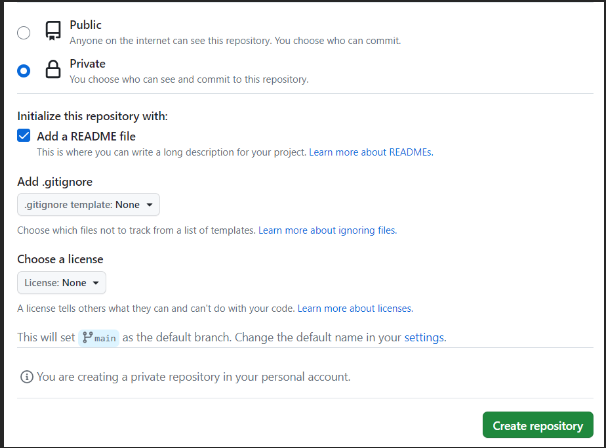 Public
Anyone on the internet can see this repository. You choose who can commit.
Private
You choose who can see and commit to this repository.
Initialize this repository with:
Add a README file
This is where you can write a long description for your project. Learn more about READMEs.
Add .gitignore
.gitignore template: None
Choose which files not to track from a list of templates. Learn more about ignoring files.
Choose a license
License: None
A license tells others what they can and can't do with your code. Learn more about licenses.
This will set main as the default branch. Change the default name in your settings.
You are creating a private repository in your personal account.
Create repository